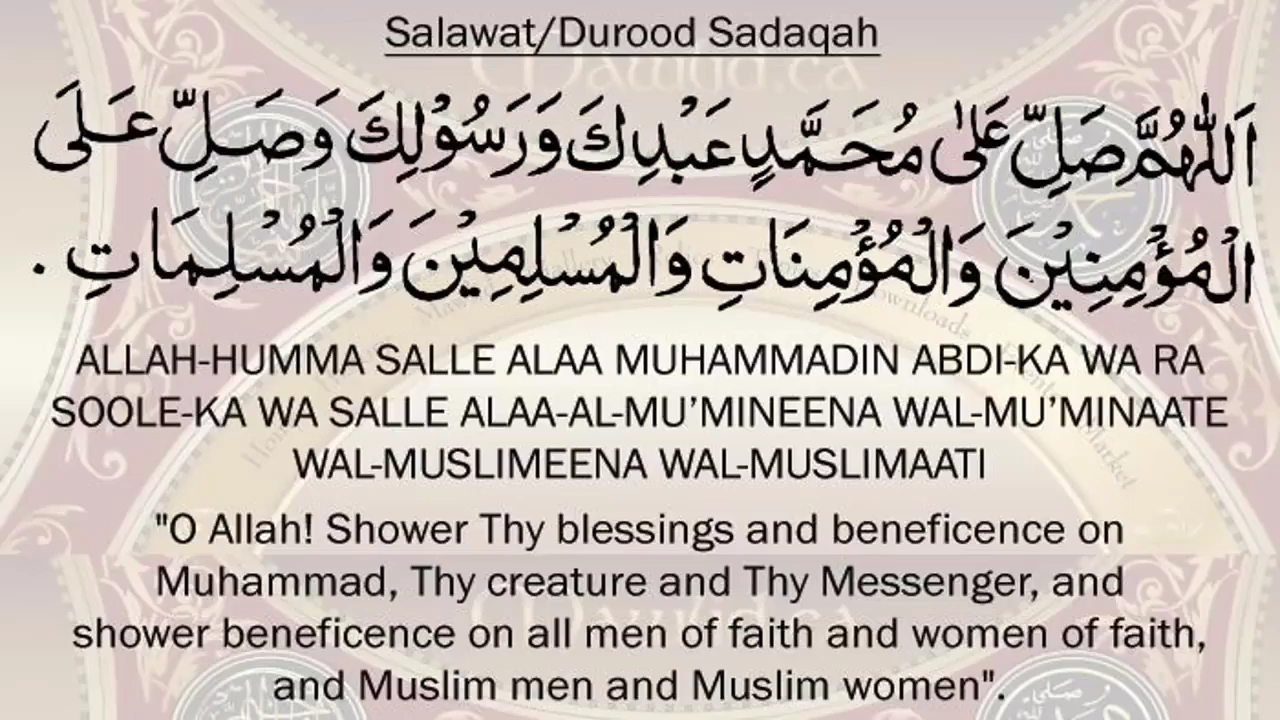 Salawat/Durood Sadaqah
اَللّٰهُمَّ صَلِّ عَلٰى مُحَمَّدٍ عَبْدِكَ وَرَسُوْلِكَ وَصَلِّ عَلَى
الْمُؤْمِنِيْنَ وَالْمُؤْمِنَاتِ وَالْمُسْلِمِيْنَ وَالْمُسْلِمَاتِ .
ALLAH-HUMMA SALLE ALAA MUHAMMADIN ABDI-KA WA RA
SOOLE-KA WA SALLE ALAA-AL-MU’MINEENA WAL-MU’MINAATE
WAL-MUSLIMEENA WAL-MUSLIMAATI
"O Allah! Shower Thy blessings and beneficence on
Muhammad, Thy creature and Thy Messenger, and
shower beneficence on all men of faith and women of faith,
and Muslim men and Muslim women".